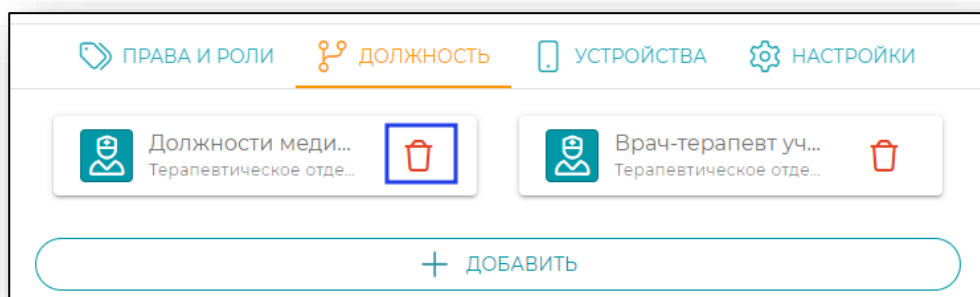 ПРАВА И РОЛИ ДОЛЖНОСТЬ УСТРОЙСТВА НАСТРОЙКИ
Должности меди... Врач-терапевт уч...
Терапевтическое отде... Терапевтическое отде...
ДОБАВИТЬ